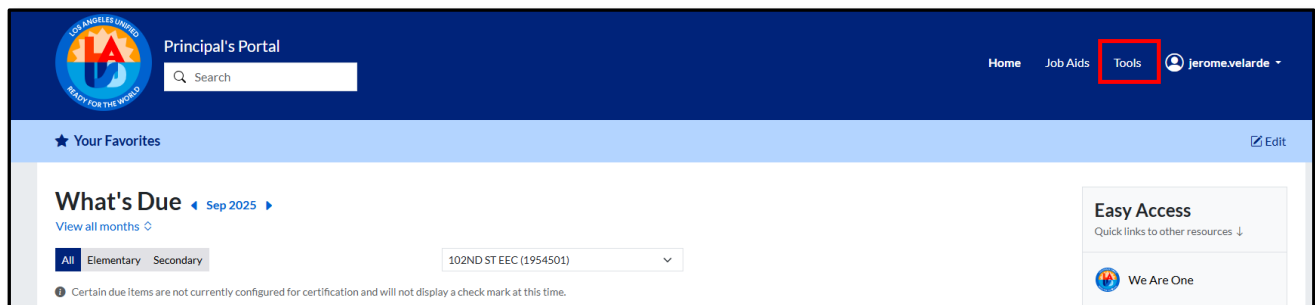 LOS ANGELES UNIFIED
LAUS
READY FOR THE WORLD
Principal's Portal
Search
Home Job Aids Tools jerome.velarde
Your Favorites
Edit
What's Due Sep 2025
View all months
All Elementary Secondary
102ND ST EEC (1954501)
Certain due items are not currently configured for certification and will not display a check mark at this time.
Easy Access
Quick links to other resources ↓
We Are One